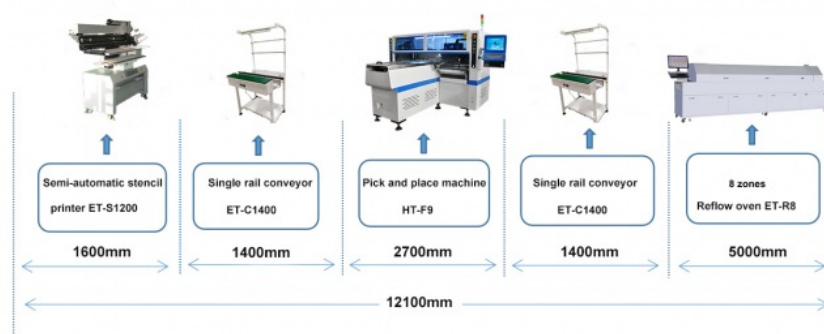 Semi-automatic stencil
printer ET-S1200
Single rail conveyor
ET-C1400
Pick and place machine
HT-F9
Single rail conveyor
ET-C1400
8 zones
Reflow oven ET-R8
1600mm
1400mm
2700mm
1400mm
5000mm
12100mm